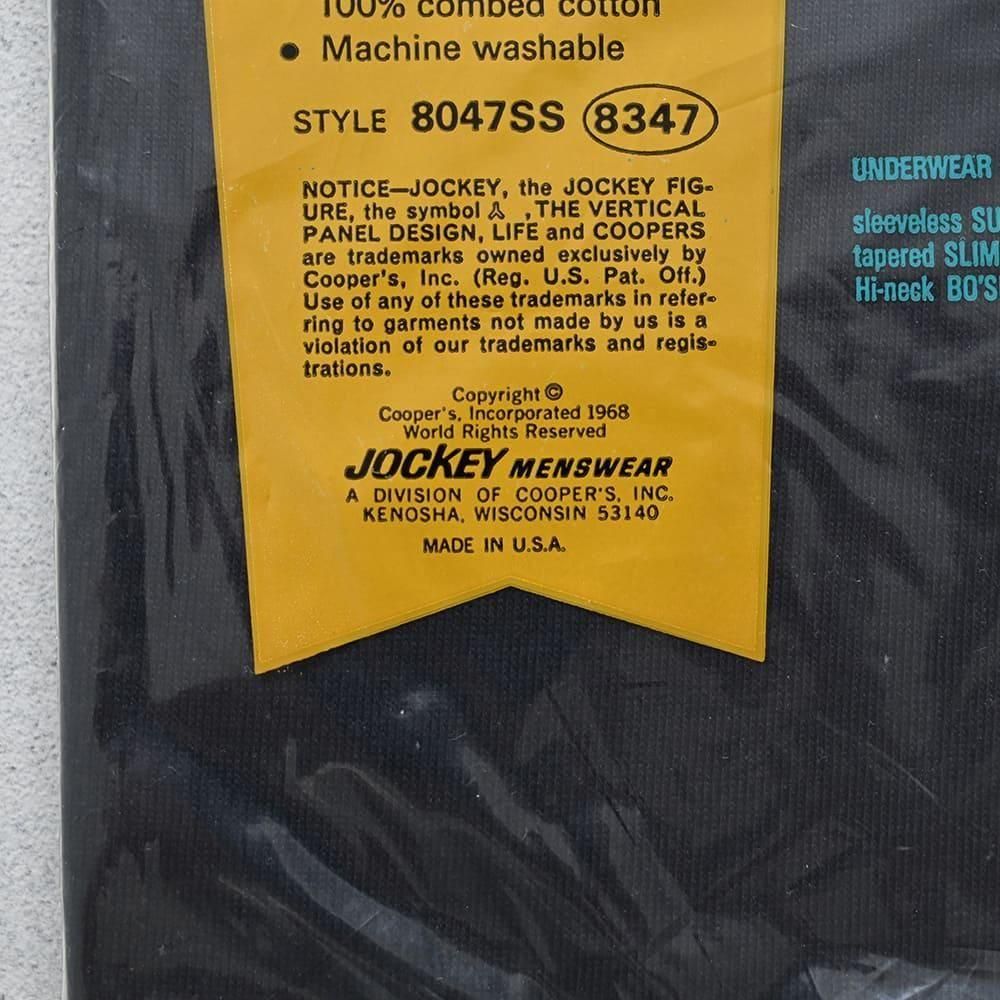 100% combed cotton
• Machine washable
STYLE 8047SS 8347
NOTICE—JOCKEY, the JOCKEY FIG-
URE, the symbol , THE VERTICAL
PANEL DESIGN, LIFE and COOPERS
are trademarks owned exclusively by
Cooper's, Inc. (Reg. U.S. Pat. Off.)
Use of any of these trademarks in refer-
ring to garments not made by us is a
violation of our trademarks and regis-
trations.
Copyright ©
Cooper's, Incorporated 1968
World Rights Reserved
JOCKEY MENSWEAR
A DIVISION OF COOPER'S, INC.
KENOSHA, WISCONSIN 53140
MADE IN U.S.A.
UNDERWEAR
sleeveless SU
tapered SLIM
Hi-neck BO'S